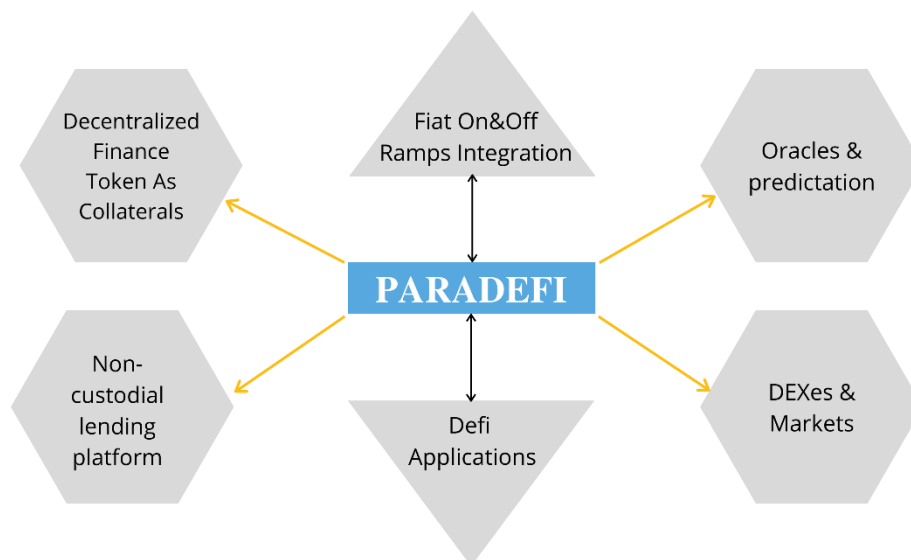 Decentralized
Finance
Token As
Collaterals
Fiat On&Off
Ramps Integration
Oracles &
predictation
PARADEFI
Non-
custodial
lending
platform
Defi
Applications
DEXes &
Markets